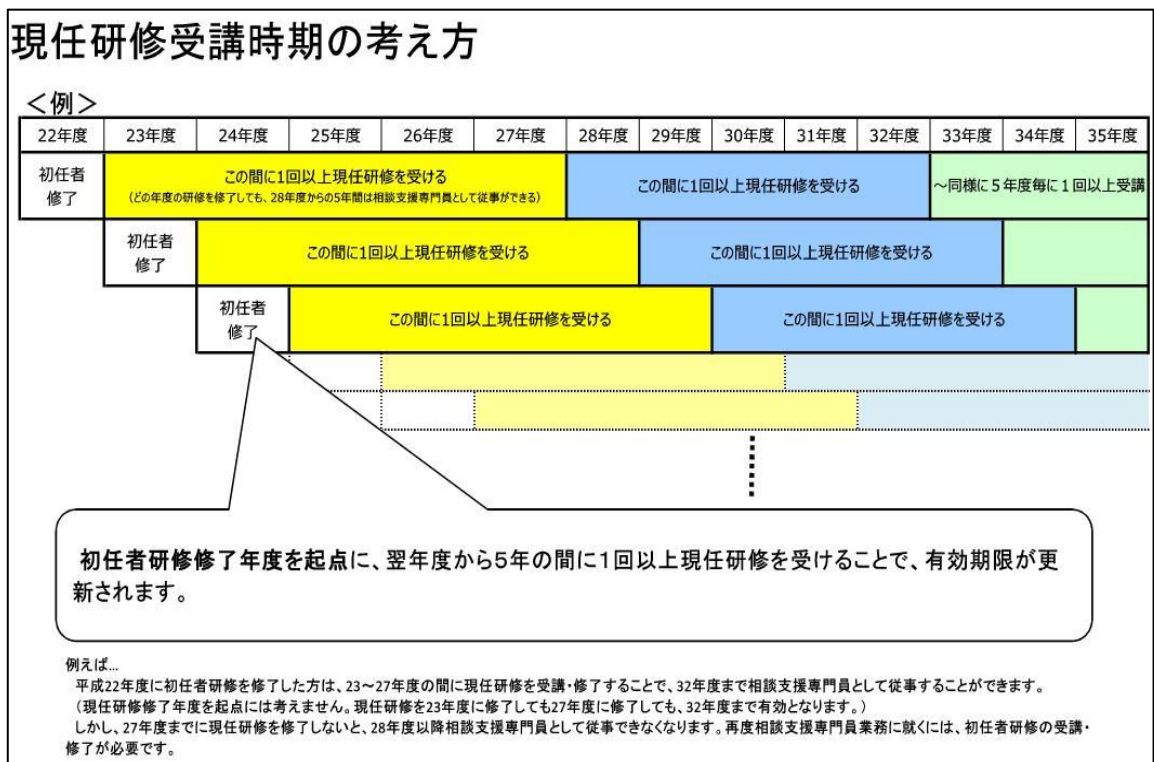 現任研修受講時期の考え方
＜例＞
22年度 23年度 24年度 25年度 26年度 27年度 28年度 29年度 30年度 31年度 32年度 33年度 34年度 35年度
初任者
修了
この間に1回以上現任研修を受ける
（どの年度の研修を修了しても、28年度からの5年間は相談支援専門員として従事ができる）
この間に1回以上現任研修を受ける
～同様に５年度毎に１回以上受講
初任者
修了
この間に1回以上現任研修を受ける
この間に1回以上現任研修を受ける
初任者
修了
この間に1回以上現任研修を受ける
この間に1回以上現任研修を受ける
初任者研修修了年度を起点に、翌年度から5年の間に1回以上現任研修を受けることで、有効期限が更
新されます。
例えば…
平成22年度に初任者研修を修了した方は、23～27年度の間に現任研修を受講・修了することで、32年度まで相談支援専門員として従事することができます。
（現任研修修了年度を起点には考えません。現任研修を23年度に修了しても27年度に修了しても、32年度まで有効となります。）
しかし、27年度までに現任研修を修了しないと、28年度以降相談支援専門員として従事できなくなります。再度相談支援専門員業務に就くには、初任者研修の受講・
修了が必要です。